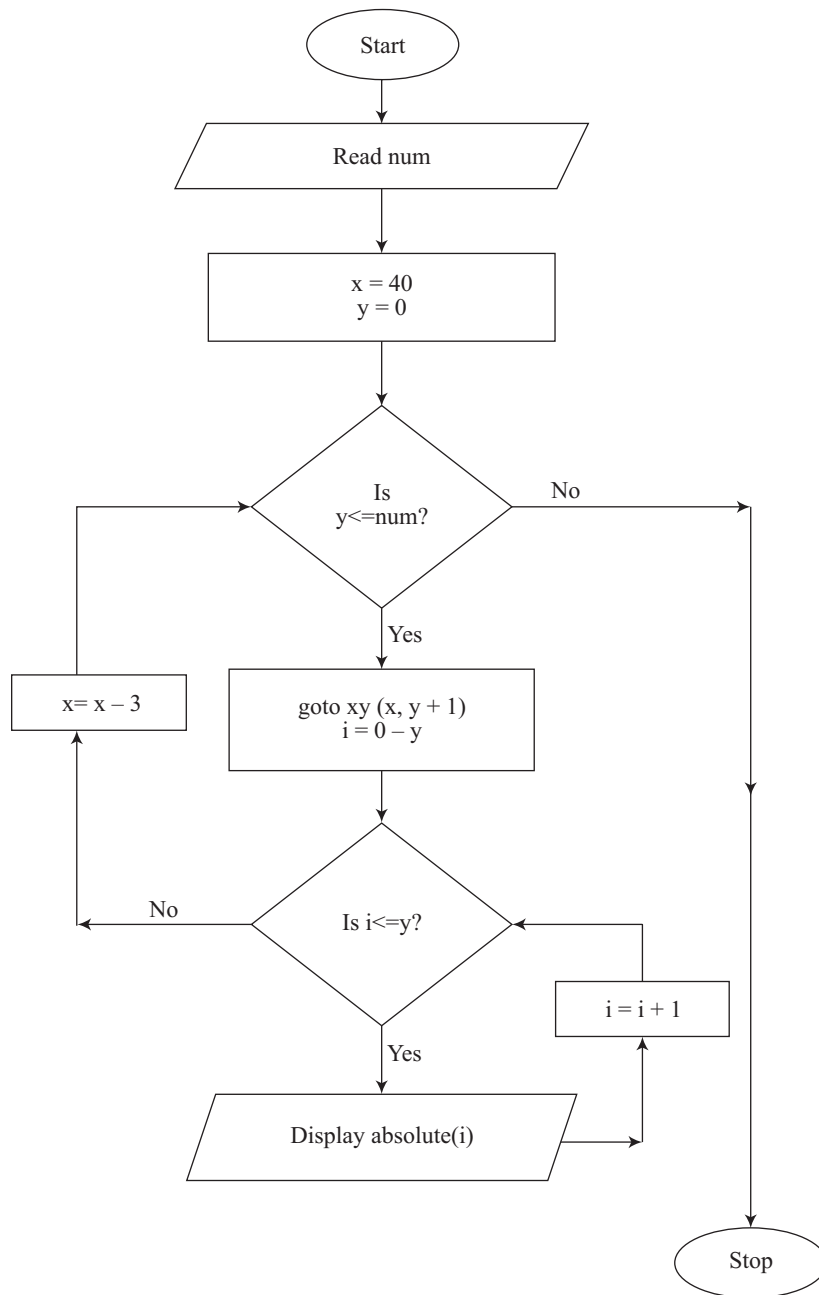 Start
Read num
x = 40
y = 0
Is
y<=num?
No
Yes
x= x – 3
goto xy (x, y + 1)
i = 0 – y
No
Is i<=y?
i = i + 1
Yes
Display absolute(i)
Stop